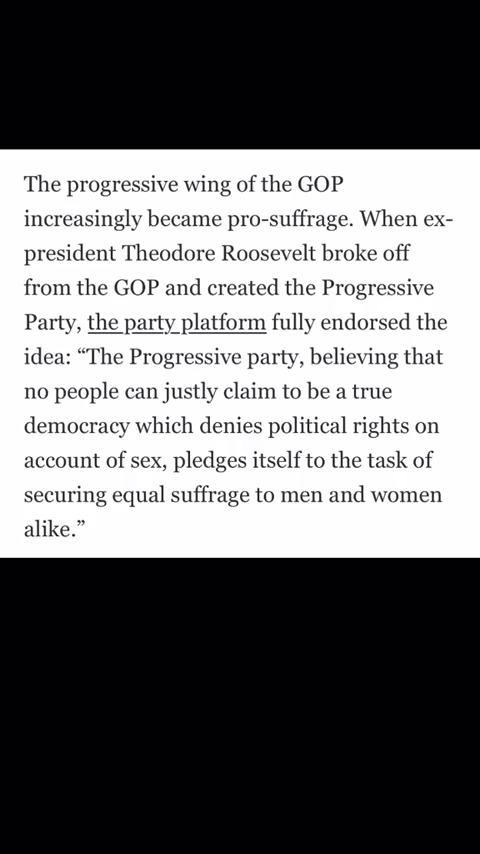 The progressive wing of the GOP
increasingly became pro-suffrage. When ex-
president Theodore Roosevelt broke off
from the GOP and created the Progressive
Party, the party platform fully endorsed the
idea: “The Progressive party, believing that
no people can justly claim to be a true
democracy which denies political rights on
account of sex, pledges itself to the task of
securing equal suffrage to men and women
alike.”